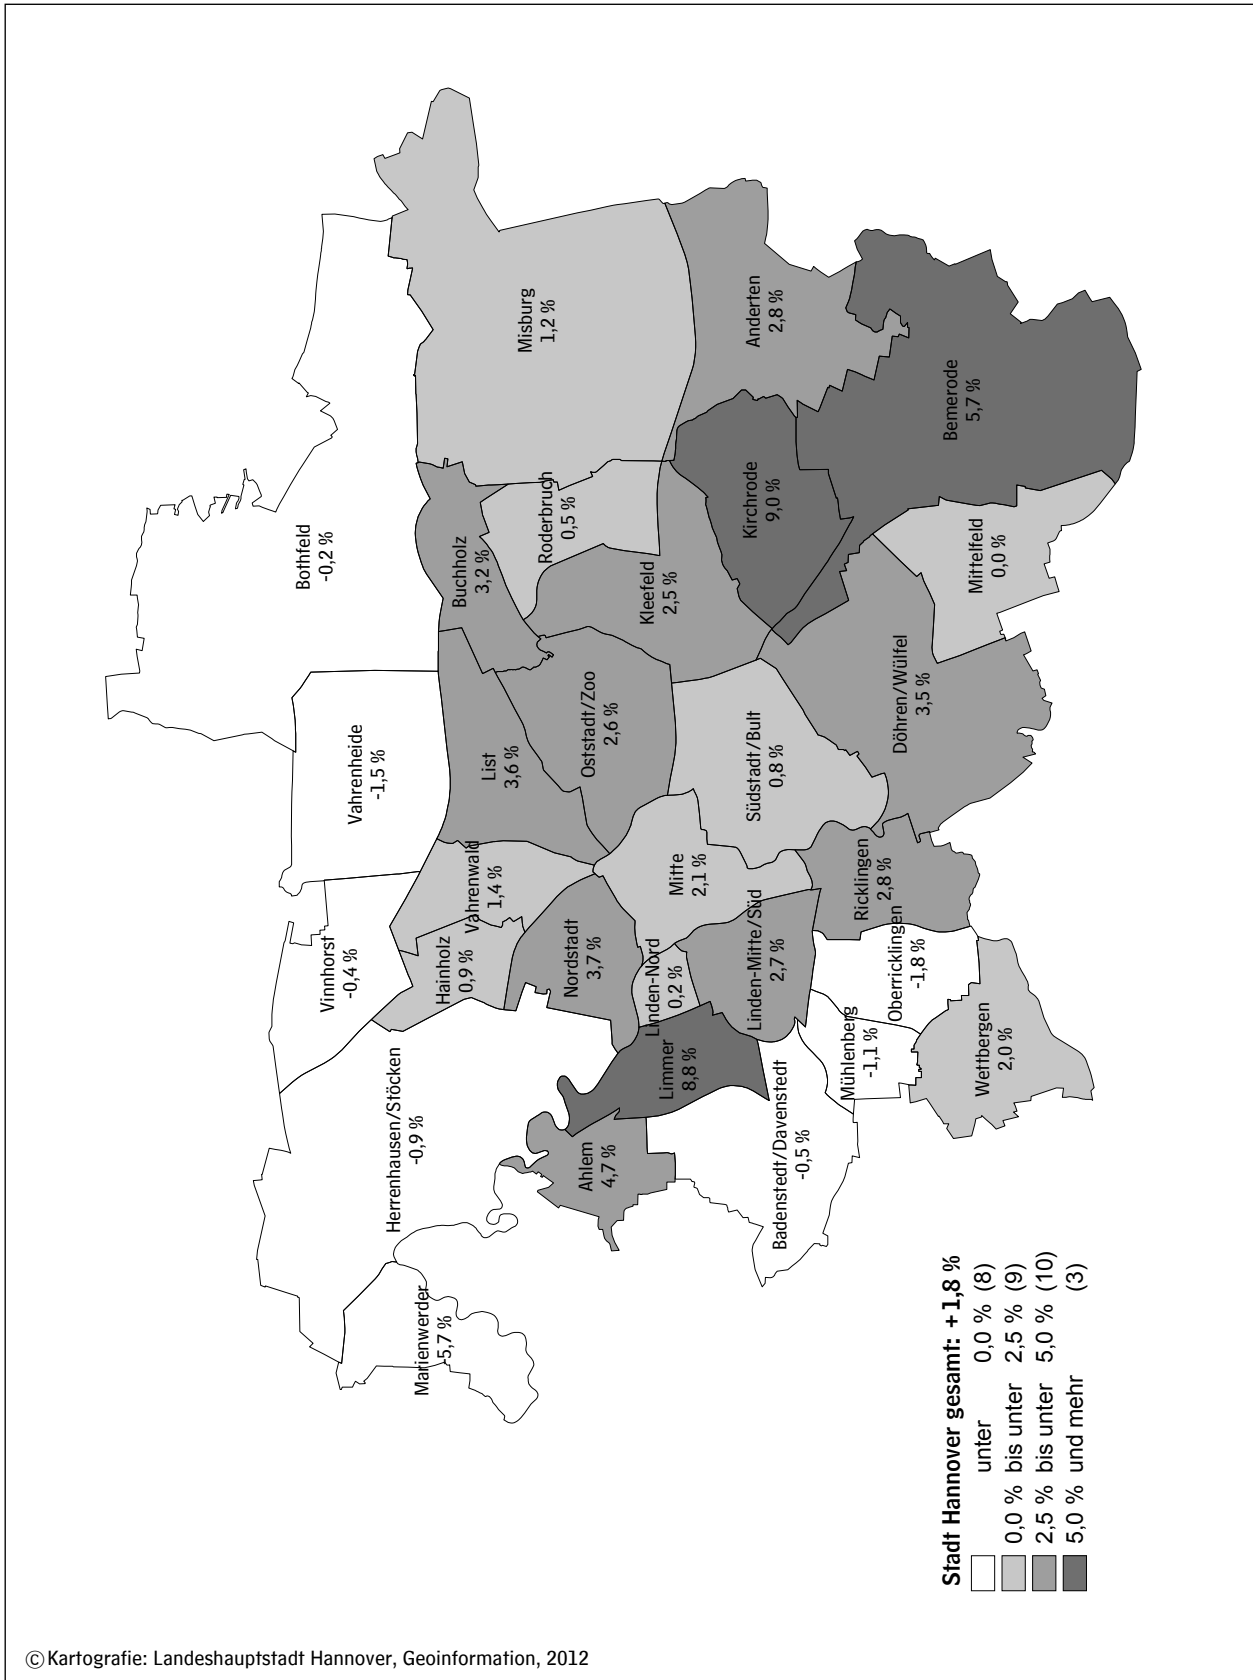 Bothfeld
-0,2 %
Misburg
1,2 %
Vahrenheide
-1,5 %
Buchholz
3,2 %
Roderbruch
0,5 %
Anderten
2,8 %
Vinnhorst
-0,4 %
List
3,6 %
Kleefeld
2,5 %
Kirchrode
9,0 %
Bemerode
5,7 %
Vahrenwald
1,4 %
Oststadt/Zoo
2,6 %
Hainholz
0,9 %
Nordstadt
3,7 %
Mitte
2,1 %
Südstadt/Bult
0,8 %
Döhren/Wülfel
3,5 %
Mittelfeld
0,0 %
Herrenhausen/Stöcken
-0,9 %
Linden-Nord
0,2 %
Linden-Mitte/Süd
2,7 %
Ricklingen
2,8 %
Oberricklingen
-1,8 %
Limmer
8,8 %
Mühlenberg
-1,1 %
Wettbergen
2,0 %
Ahlem
4,7 %
Badenstedt/Davenstedt
-0,5 %
Marienwerder
-5,7 %
Stadt Hannover gesamt: +1,8 %
unter 0,0 % (8)
0,0 % bis unter 2,5 % (9)
2,5 % bis unter 5,0 % (10)
5,0 % und mehr (3)
© Kartografie: Landeshauptstadt Hannover, Geoinformation, 2012